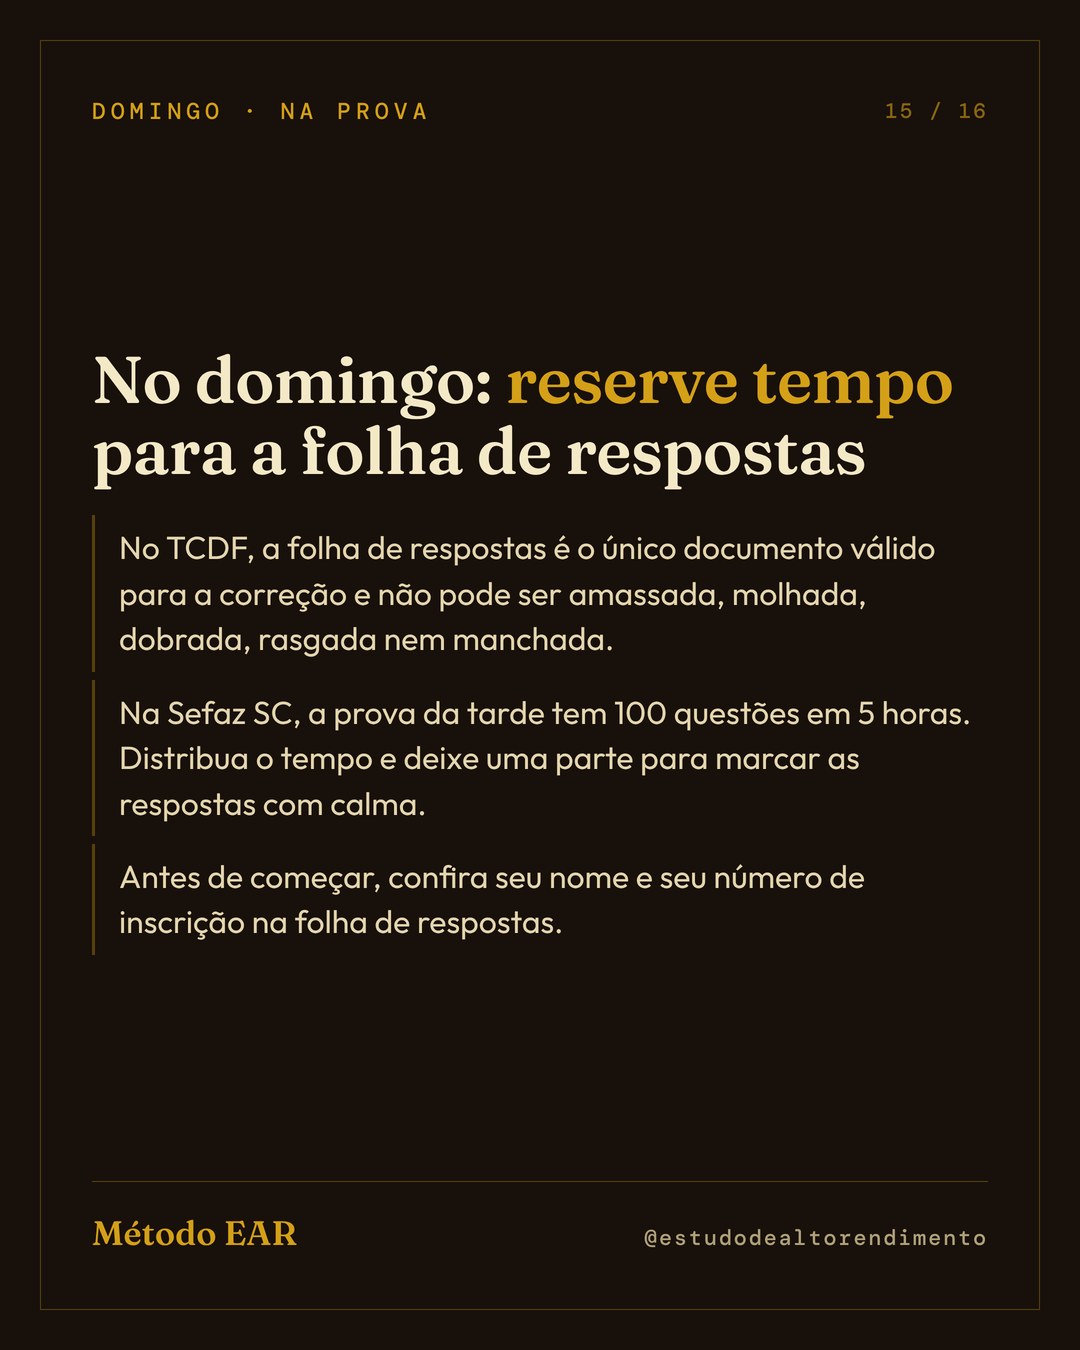 DOMINGO · NA PROVA
15 / 16
No domingo: reserve tempo
para a folha de respostas
No TCDF, a folha de respostas é o único documento válido
para a correção e não pode ser amassada, molhada,
dobrada, rasgada nem manchada.
Na Sefaz SC, a prova da tarde tem 100 questões em 5 horas.
Distribua o tempo e deixe uma parte para marcar as
respostas com calma.
Antes de começar, confira seu nome e seu número de
inscrição na folha de respostas.
Método EAR
@estudodealtorendimento